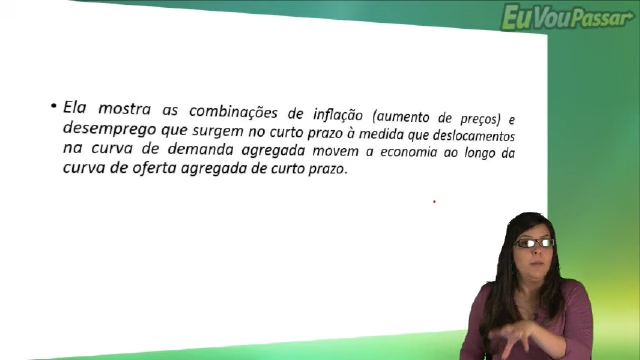 EuVouPassar
• Ela mostra as combinações de inflação (aumento de preços) e
desemprego que surgem no curto prazo à medida que deslocamentos
na curva de demanda agregada movem a economia ao longo da
curva de oferta agregada de curto prazo.